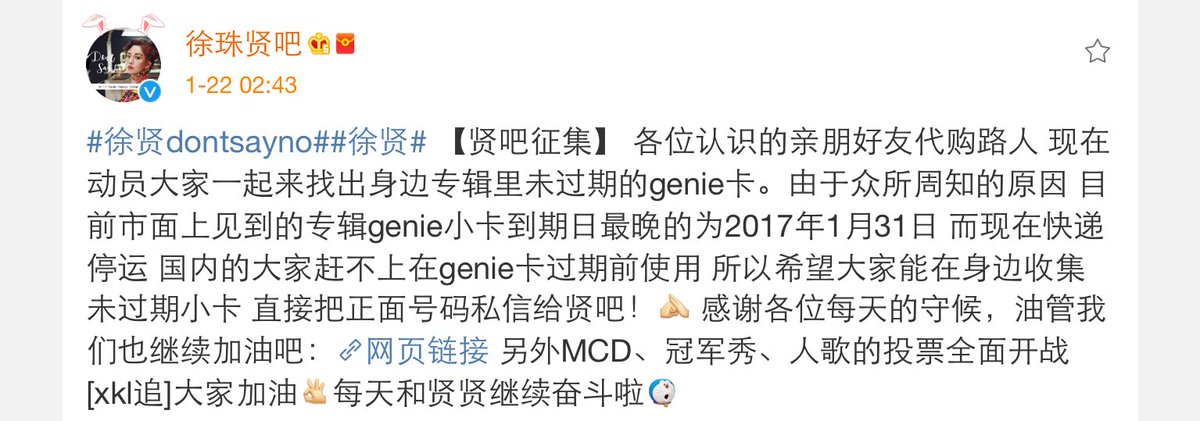 徐珠贤吧
1-22 02:43
#徐贤dontsayno##徐贤# 【贤吧征集】 各位认识的亲朋好友代购路人 现在
动员大家一起来找出身边专辑里未过期的genie卡。由于众所周知的原因 目
前市面上见到的专辑genie小卡到期日最晚的为2017年1月31日 而现在快递
停运 国内的大家赶不上在genie卡过期前使用 所以希望大家能在身边收集
未过期小卡 直接把正面号码私信给贤吧！🙏 感谢各位每天的守候，油管我
们也继续加油吧：网页链接 另外MCD、冠军秀、人歌的投票全面开战
[xkl追]大家加油👌每天和贤贤继续奋斗啦